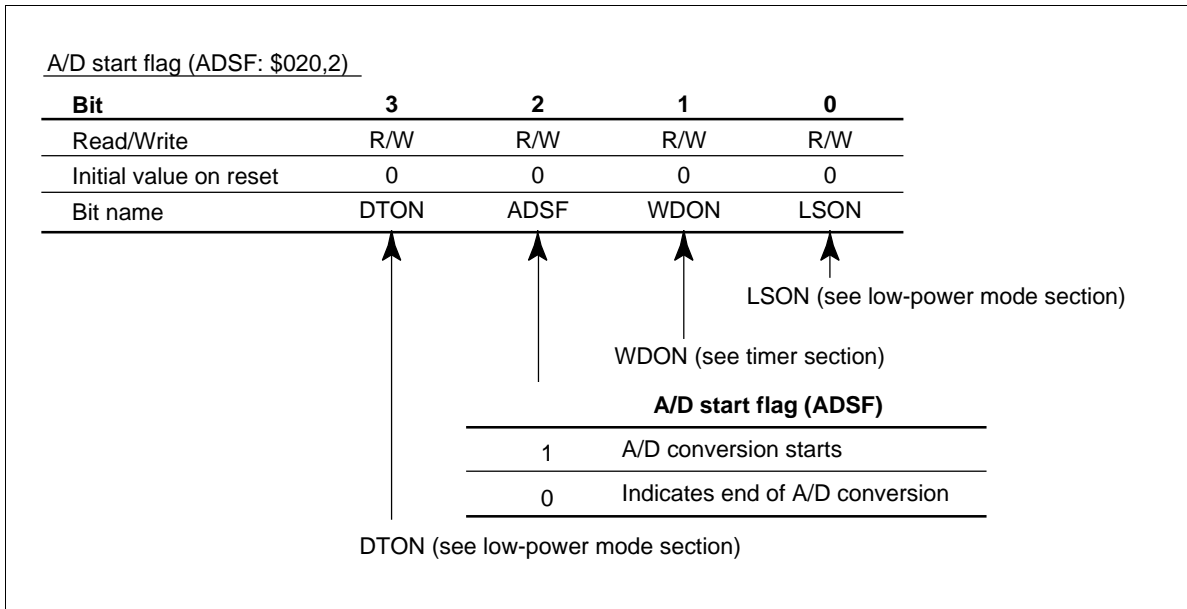 A/D start flag (ADSF: $020,2)
Bit 3 2 1 0
Read/Write R/W R/W R/W R/W
Initial value on reset 0 0 0 0
Bit name DTON ADSF WDON LSON
LSON (see low-power mode section)
WDON (see timer section)
A/D start flag (ADSF)
1 A/D conversion starts
0 Indicates end of A/D conversion
DTON (see low-power mode section)